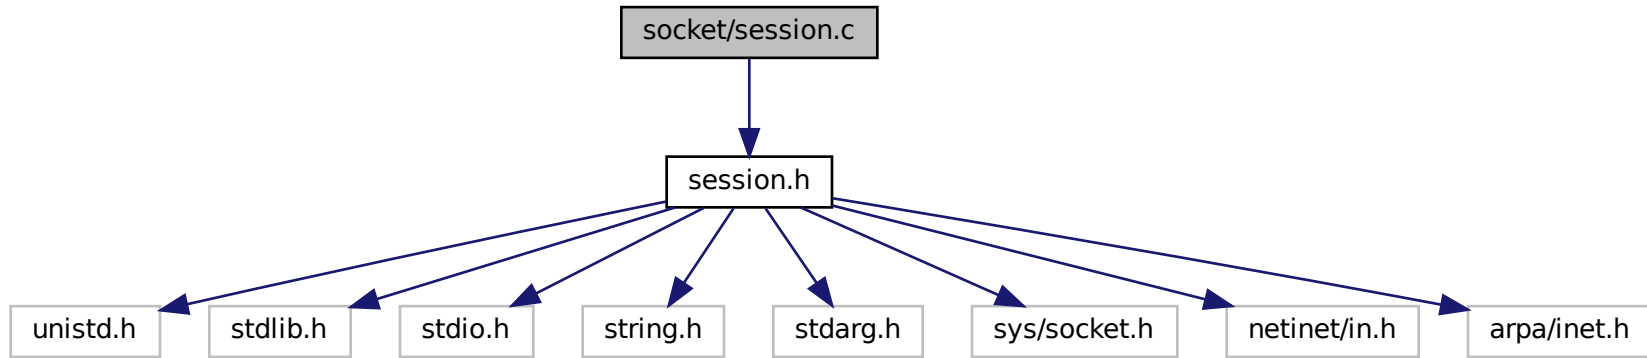 socket/session.c
session.h
unistd.h
stdlib.h
stdio.h
string.h
stdarg.h
sys/socket.h
netinet/in.h
arpa/inet.h